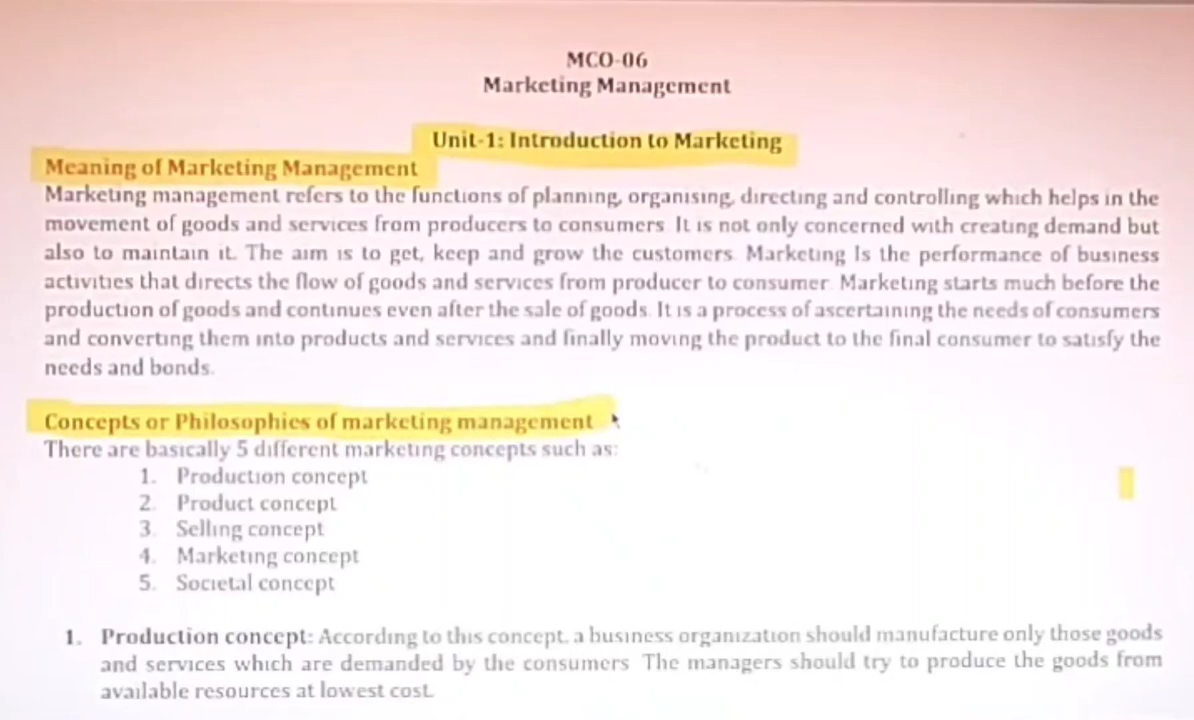 MCO-06
Marketing Management
Unit-1: Introduction to Marketing
Meaning of Marketing Management
Marketing management refers to the functions of planning, organising, directing and controlling which helps in the
movement of goods and services from producers to consumers. It is not only concerned with creating demand but
also to maintain it. The aim is to get, keep and grow the customers. Marketing Is the performance of business
activities that directs the flow of goods and services from producer to consumer. Marketing starts much before the
production of goods and continues even after the sale of goods. It is a process of ascertaining the needs of consumers
and converting them into products and services and finally moving the product to the final consumer to satisfy the
needs and bonds.
Concepts or Philosophies of marketing management
There are basically 5 different marketing concepts such as:
1. Production concept
2. Product concept
3. Selling concept
4. Marketing concept
5. Societal concept
1. Production concept: According to this concept, a business organization should manufacture only those goods
and services which are demanded by the consumers. The managers should try to produce the goods from
available resources at lowest cost.